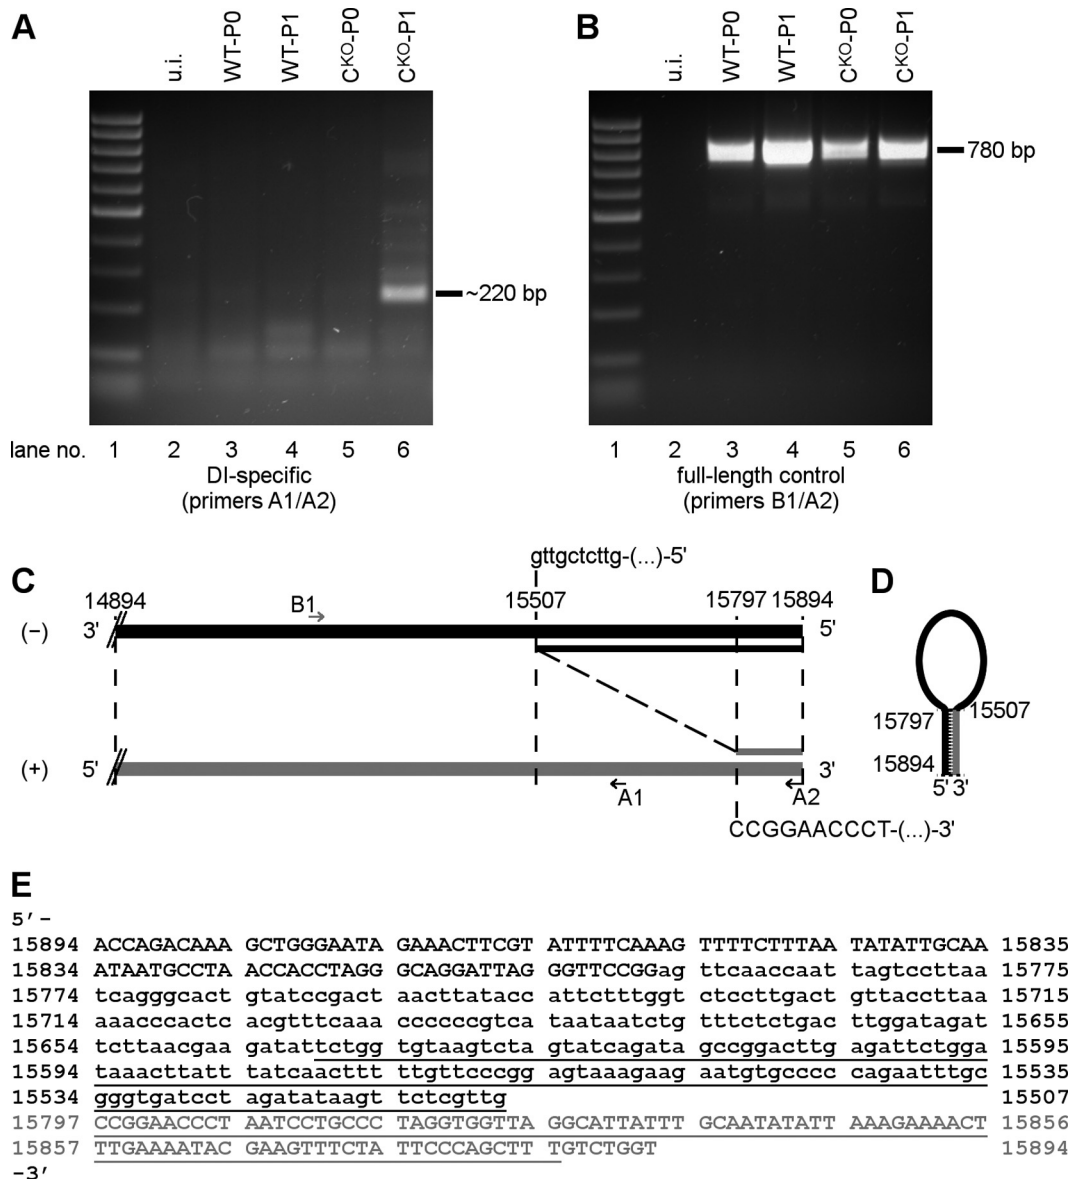 A
B
u.i.
WT-P0
WT-P1
CKO-P0
CKO-P1
u.i.
WT-P0
WT-P1
CKO-P0
CKO-P1
780 bp
~220 bp
lane no. 1 2 3 4 5 6
1 2 3 4 5 6
DI-specific
(primers A1/A2)
full-length control
(primers B1/A2)
C
D
gttgctcttg-(...)-5'
14894 B1 15507 15797 15894
(−) 3' 5'
(+) 5' 3'
A1 A2
CCGGAACCCT-(...)-3'
15797 15507
15894
5' 3'
E
5'-
15894 ACCAGACAAA GCTGGGAATA GAAACTTCGT ATTTTCAAAG TTTTCTTTAA TATATTGCAA 15835
15834 ATAATGCCTA ACCACCTAGG GCAGGATTAG GGTTCCGGag ttcaaccaat tagtccttaa 15775
15774 tcagggcact gtatccgact aacttatacc attctttggt ctccttgact gttaccttaa 15715
15714 aaacccactc acgtttcaaa cccccccgtca taataatctg tttctctgac ttggatagat 15655
15654 tcttaacgaa gatattctgg tgtaagtcta gtatcagata gccggacttg agattctgga 15595
15594 taaacttatt tatcaacttt ttgttcccgg agtaaagaag aatgtgcccc cagaatttgc 15535
15534 gggtgatcct agatataagt tctcgttg 15507
15797 CCGGAACCCT AATCCTGCCC TAGGTGGTTA GGCATTATTT GCAATATATT AAAGAAAACT 15856
15857 TTGAAAATAC GAAGTTTCTA TTCCCAGCTT TGTCTGGT 15894
-3'